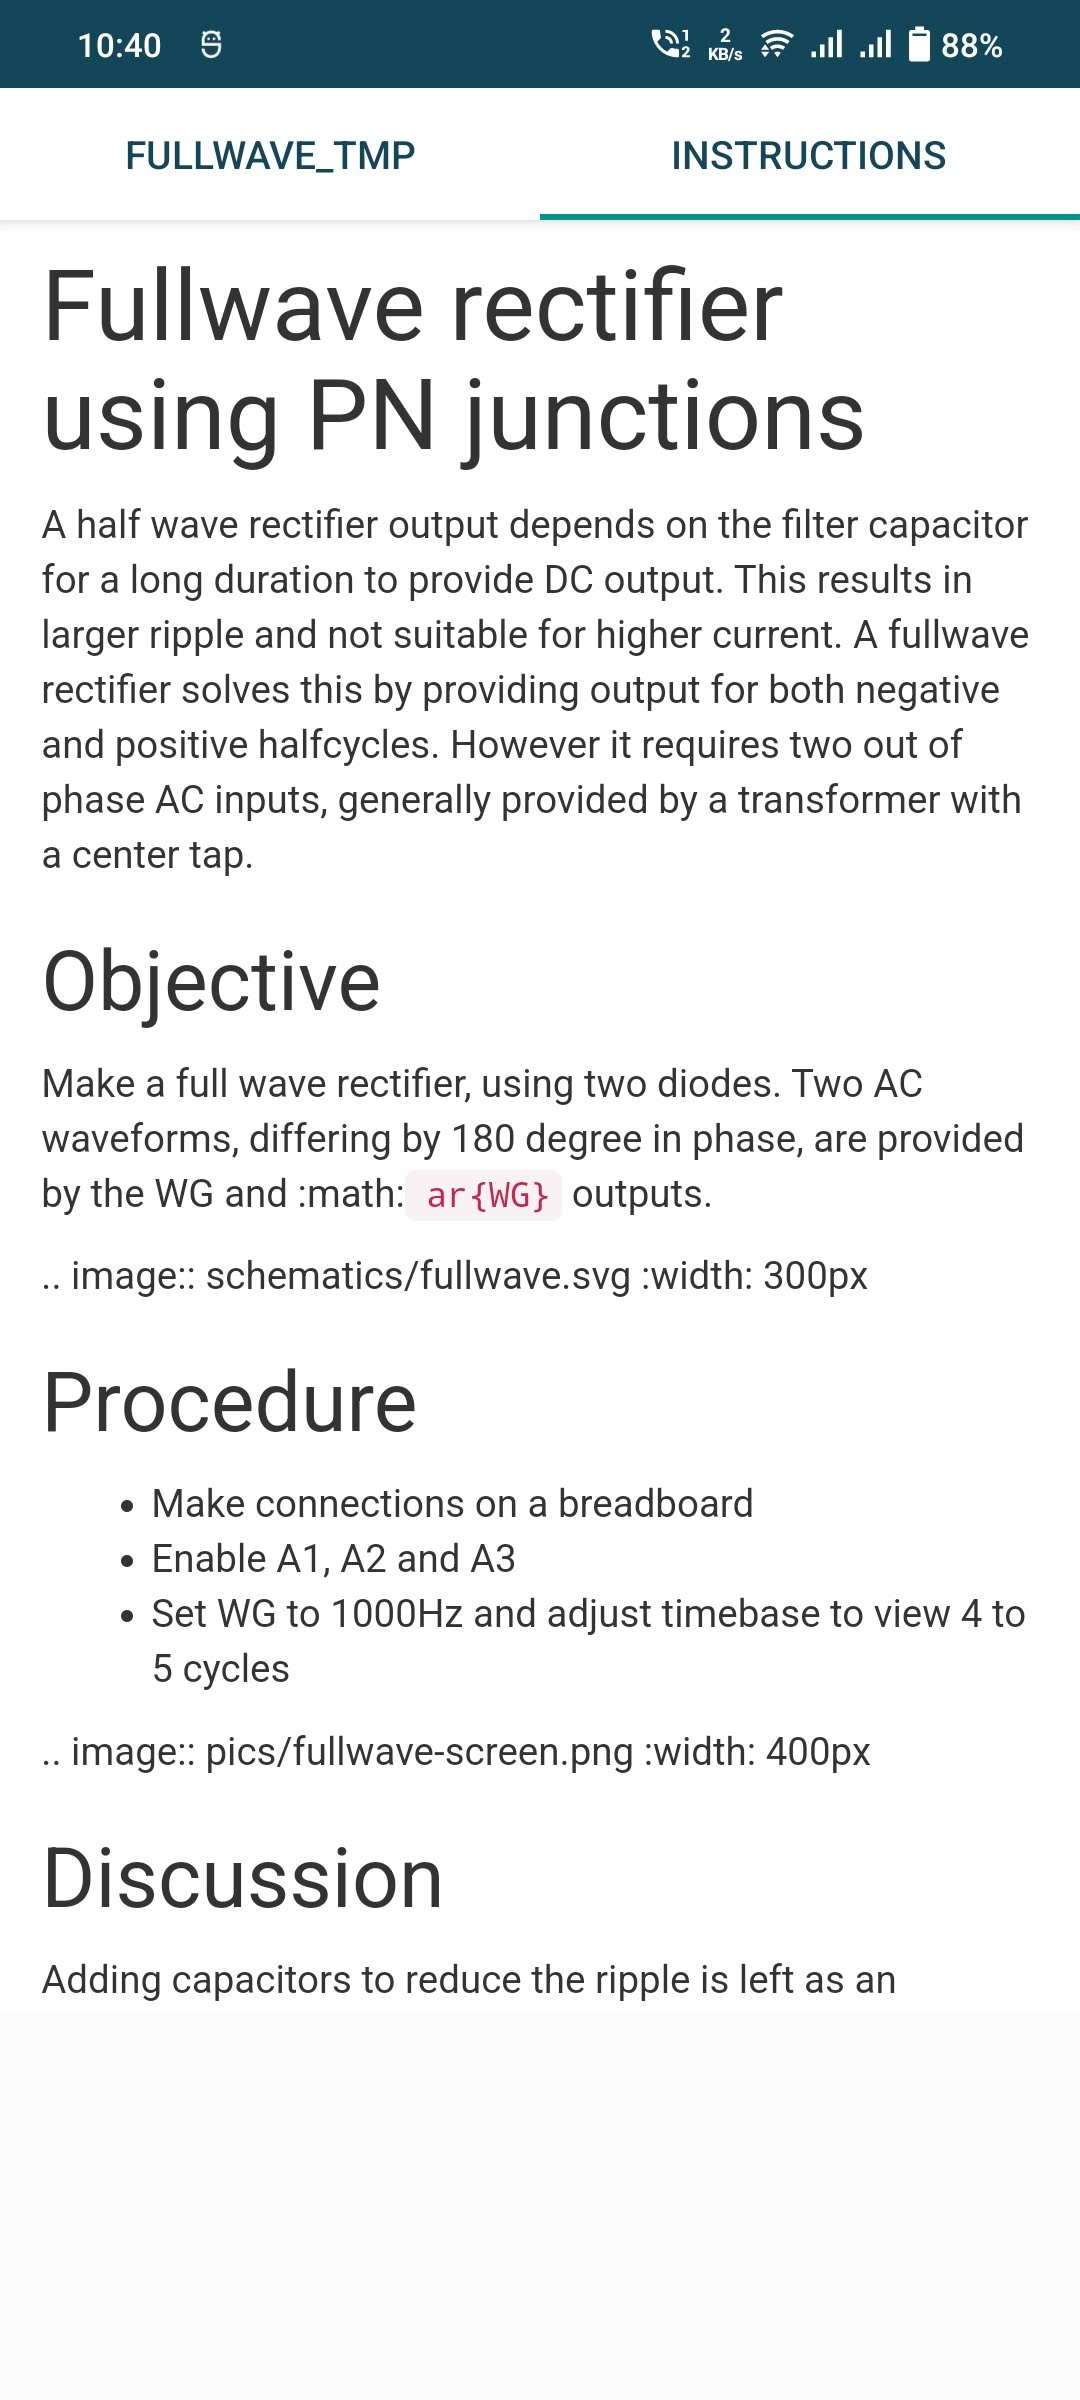 10:40
1
2
2
KB/s
88%
FULLWAVE_TMP
INSTRUCTIONS
Fullwave rectifier
using PN junctions
A half wave rectifier output depends on the filter capacitor
for a long duration to provide DC output. This results in
larger ripple and not suitable for higher current. A fullwave
rectifier solves this by providing output for both negative
and positive halfcycles. However it requires two out of
phase AC inputs, generally provided by a transformer with
a center tap.
Objective
Make a full wave rectifier, using two diodes. Two AC
waveforms, differing by 180 degree in phase, are provided
by the WG and :math: ar{WG} outputs.
.. image:: schematics/fullwave.svg :width: 300px
Procedure
• Make connections on a breadboard
• Enable A1, A2 and A3
• Set WG to 1000Hz and adjust timebase to view 4 to
5 cycles
.. image:: pics/fullwave-screen.png :width: 400px
Discussion
Adding capacitors to reduce the ripple is left as an